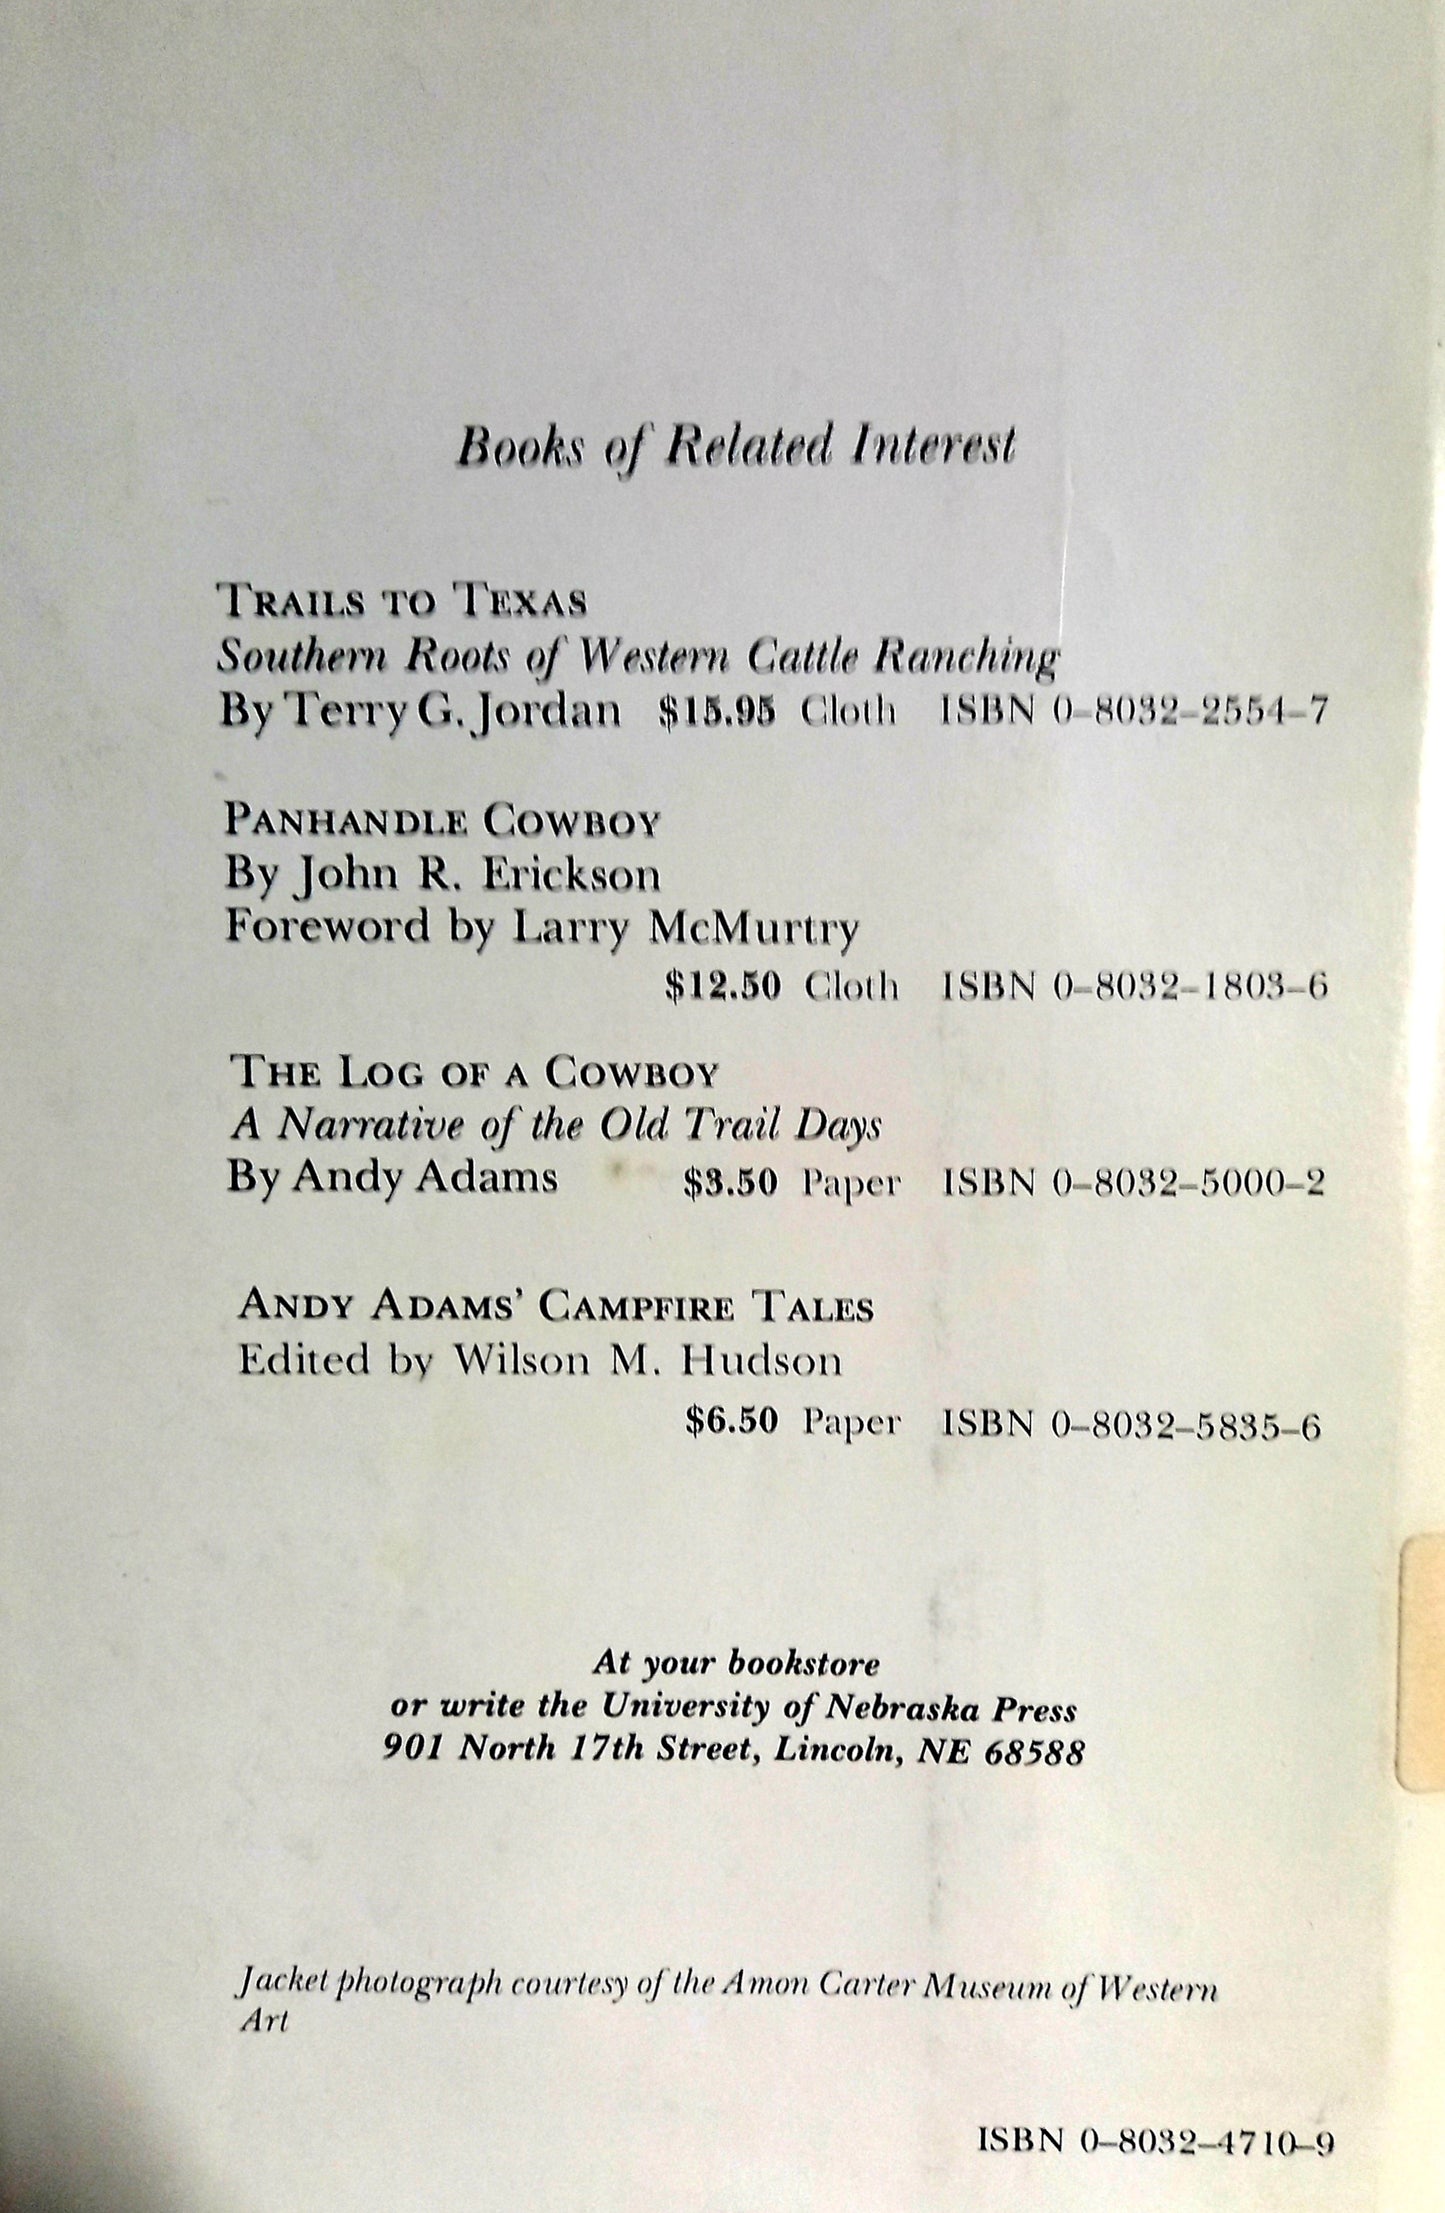 Books of Related Interest
TRAILS TO TEXAS
Southern Roots of Western Cattle Ranching
By Terry G. Jordan $15.95 Cloth ISBN 0–8032–2554–7
PANHANDLE COWBOY
By John R. Erickson
Foreword by Larry McMurtry
$12.50 Cloth ISBN 0–8032–1803–6
THE LOG OF A COWBOY
A Narrative of the Old Trail Days
By Andy Adams $3.50 Paper ISBN 0–8032–5000–2
ANDY ADAMS' CAMPFIRE TALES
Edited by Wilson M. Hudson
$6.50 Paper ISBN 0–8032–5835–6
At your bookstore
or write the University of Nebraska Press
901 North 17th Street, Lincoln, NE 68588
Jacket photograph courtesy of the Amon Carter Museum of Western
Art
ISBN 0–8032–4710–9